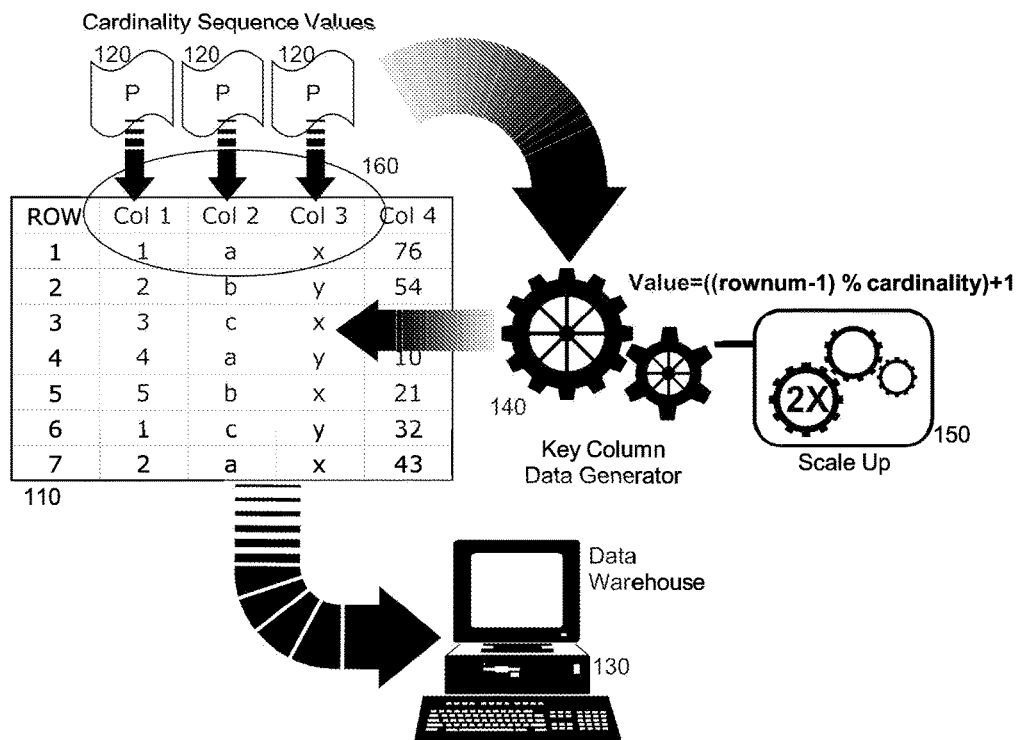 Cardinality Sequence Values
120 120 120
P P P
160
ROW Col 1 Col 2 Col 3 Col 4
1 1 a x 76
2 2 b y 54
3 3 c x
4 4 a y 10
5 5 b x 21
6 1 c y 32
7 2 a x 43
110
Value=((rownum-1) % cardinality)+1
2X
140
150
Key Column
Data Generator
Scale Up
Data
Warehouse
130